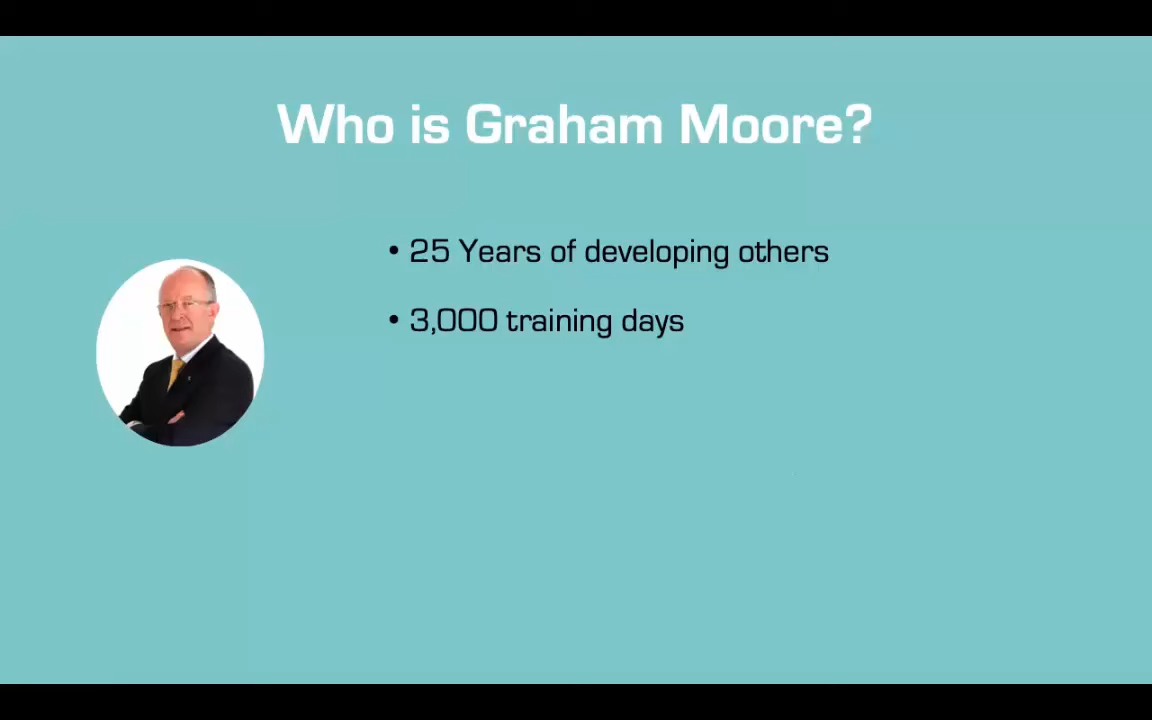 Who is Graham Moore?
• 25 Years of developing others
• 3,000 training days